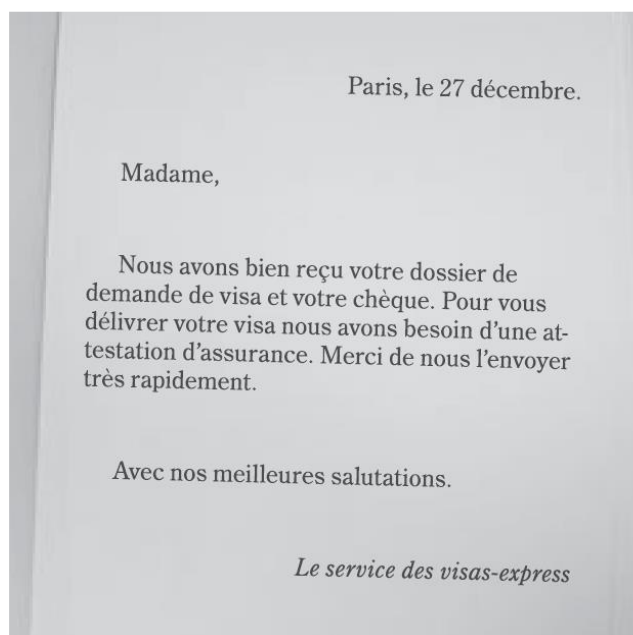 Paris, le 27 décembre.
Madame,
Nous avons bien reçu votre dossier de
demande de visa et votre chèque. Pour vous
délivrer votre visa nous avons besoin d'une at-
testation d'assurance. Merci de nous l'envoyer
très rapidement.
Avec nos meilleures salutations.
Le service des visas-express